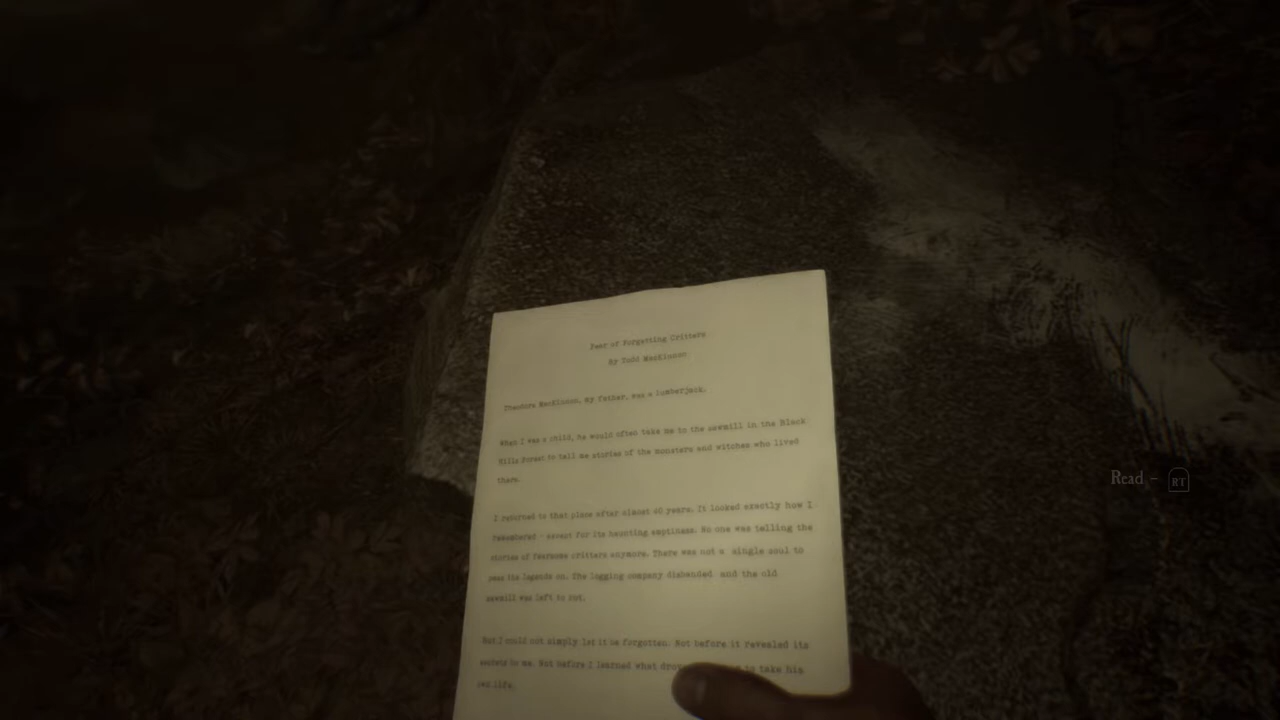 Fear of Forgetting Critters
By Todd MacKinnon
Theodore MacKinnon, my father, was a lumberjack.
When I was a child, he would often take me to the sawmill in the Black
Hills Forest to tell me stories of the monsters and witches who lived
there.
I returned to that place after almost 40 years. It looked exactly how I
remembered - except for its haunting emptiness. No one was telling the
stories of fearsome critters anymore. There was not a single soul to
pass the legends on. The logging company disbanded and the old
sawmill was left to rot.
But I could not simply let it be forgotten. Not before it revealed its
secrets to me. Not before I learned what to take his
own life.
Read - RT